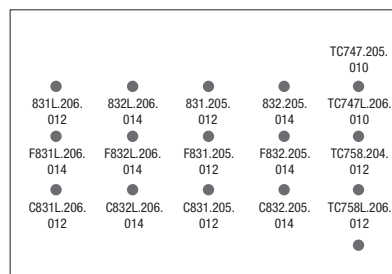 TC747.205.
010
831L.206.
012
832L.206.
014
831.205.
012
832.205.
014
TC747L.206.
010
F831L.206.
014
F832L.206.
014
F831.205.
012
F832.205.
014
TC758.204.
012
C831L.206.
012
C832L.206.
014
C831.205.
012
C832.205.
014
TC758L.206.
012